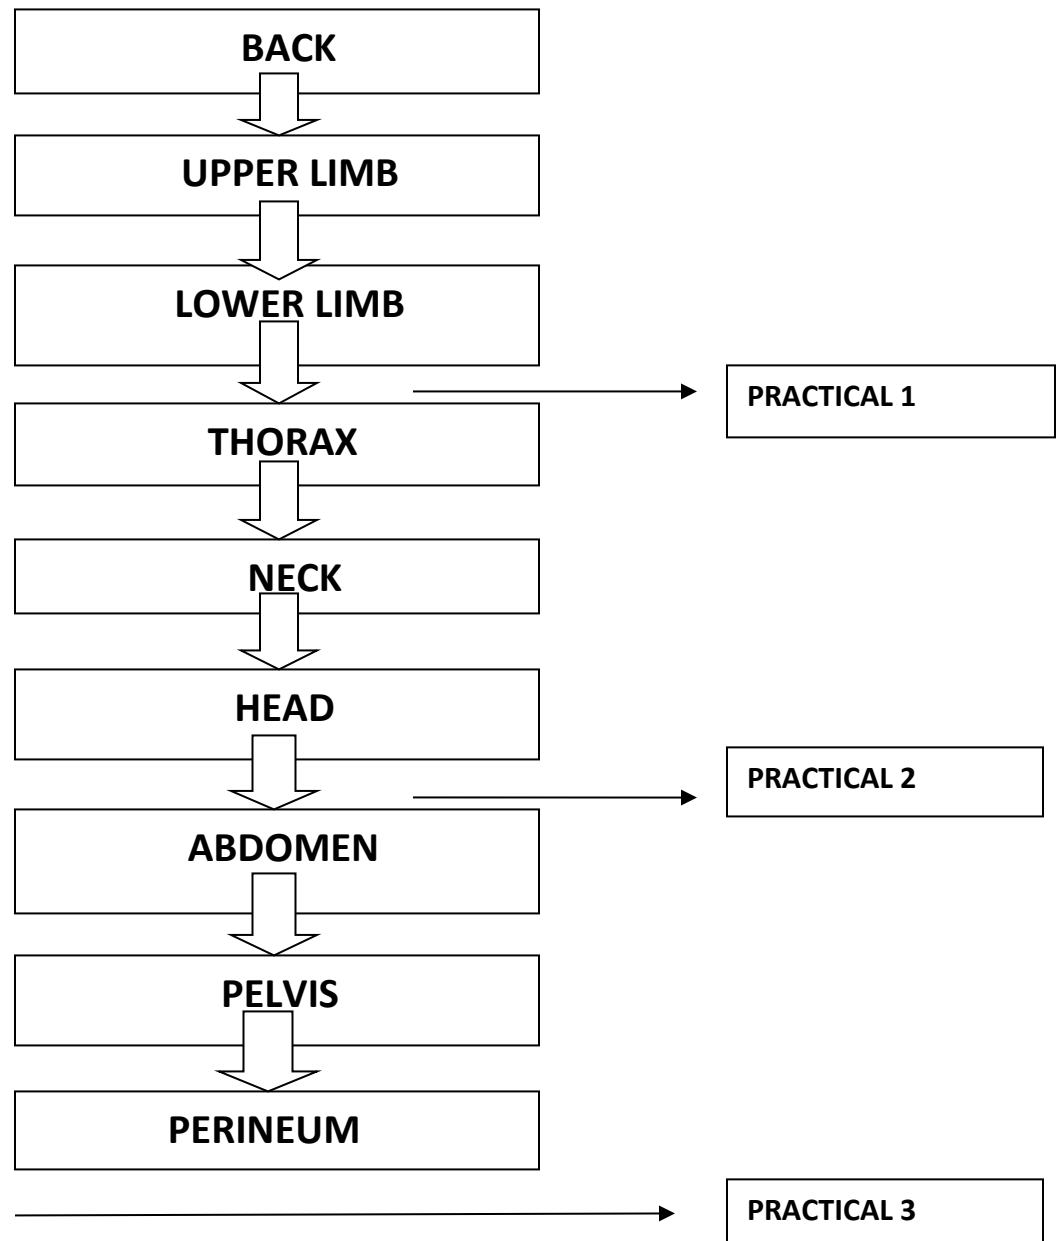 BACK
UPPER LIMB
LOWER LIMB
PRACTICAL 1
THORAX
NECK
HEAD
PRACTICAL 2
ABDOMEN
PELVIS
PERINEUM
PRACTICAL 3